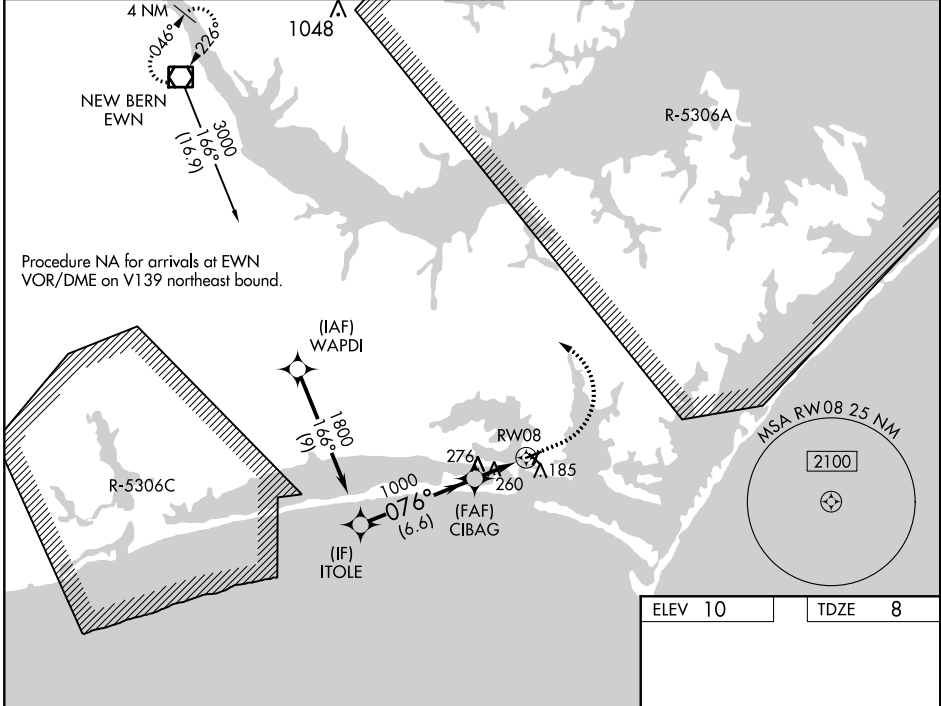 4 NM
046°
226°
1048
NEW BERN
EWN
3000
166°
(16.9)
R-5306A
Procedure NA for arrivals at EWN
VOR/DME on V139 northeast bound.
(IAF)
WAPDI
1800
166°
(9)
R-5306C
RW08
276
260
185
1000
076°
(6.6)
(FAF)
CIBAG
(IF)
ITOLE
MSA RW08 25 NM
2100
ELEV 10
TDZE 8